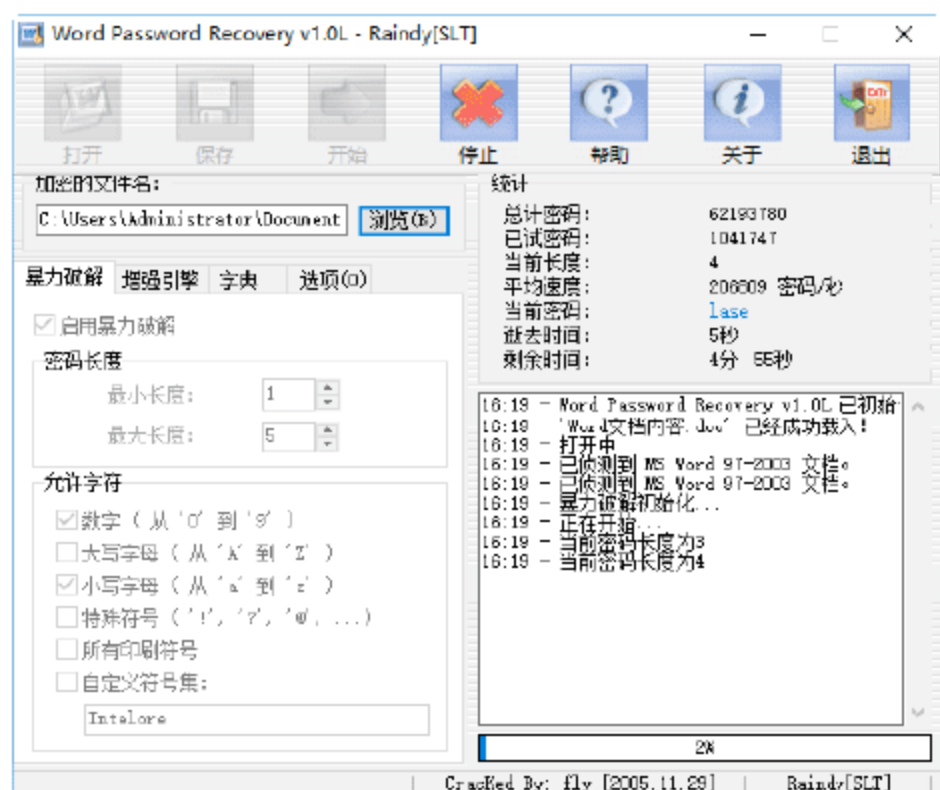 Word Password Recovery v1.0L - Raindy[SLT]
打开 保存 开始 停止 帮助 关于 退出
加密的文件名:
C:\Users\Administrator\Document 浏览(B)
暴力破解 增强引擎 字典 选项(O)
启用暴力破解
密码长度
最小长度: 1
最大长度: 5
允许字符
数字 ( 从 '0' 到 '9' )
大写字母 ( 从 'A' 到 'Z' )
小写字母 ( 从 'a' 到 'z' )
特殊符号 ( '!', '?', '@', ...)
所有印刷符号
自定义符号集:
Intelore
统计
总计密码: 62193780
已试密码: 1041747
当前长度: 4
平均速度: 206809 密码/秒
当前密码: lase
逝去时间: 5秒
剩余时间: 4分 55秒
16:19 - Word Password Recovery v1.0L 已初始
16:19 'Word文档内容.doc' 已经成功载入!
16:19 - 打开中
16:19 - 已侦测到 MS Word 97-2003 文档。
16:19 - 已侦测到 MS Word 97-2003 文档。
16:19 - 暴力破解初始化...
16:19 - 正在开始...
16:19 - 当前密码长度为3
16:19 - 当前密码长度为4
2%
CracKed By: fly [2005.11.29] Raindy[SLT]